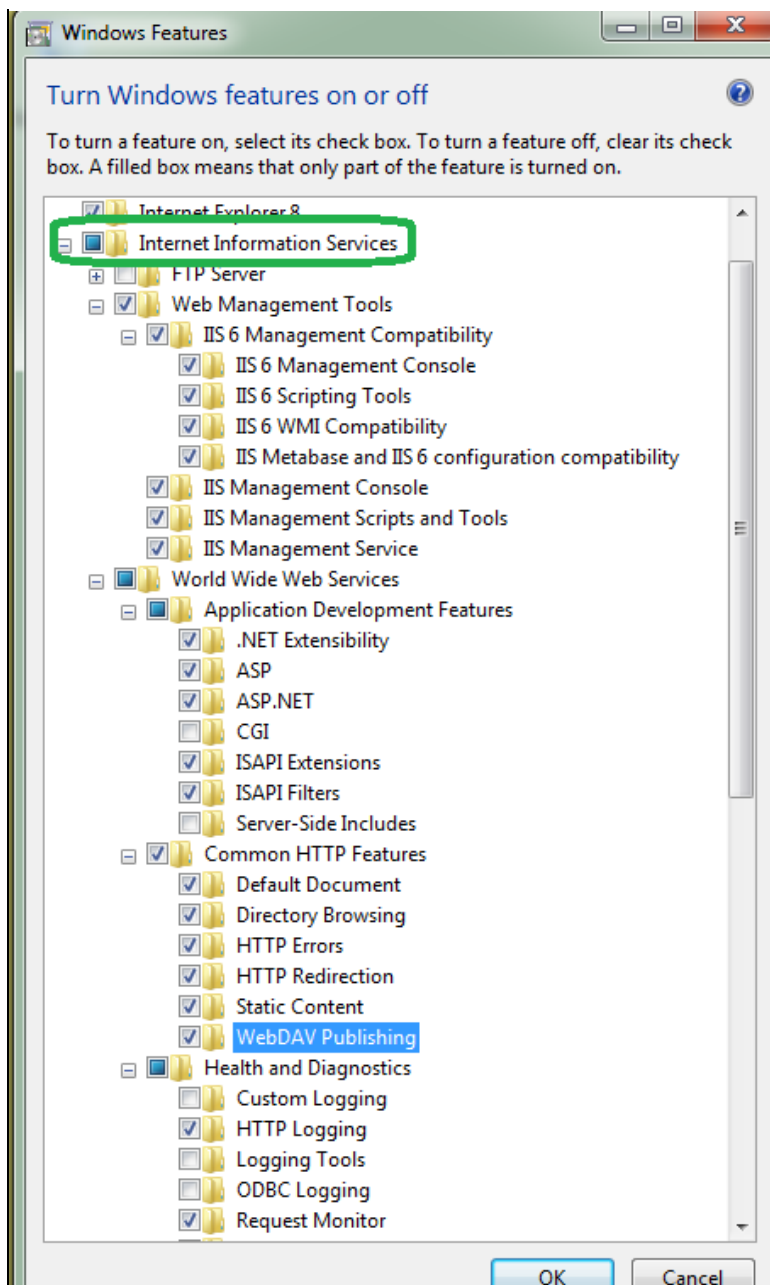 Windows Features
Turn Windows features on or off
To turn a feature on, select its check box. To turn a feature off, clear its check
box. A filled box means that only part of the feature is turned on.
Internet Explorer 8
Internet Information Services
FTP Server
Web Management Tools
IIS 6 Management Compatibility
IIS 6 Management Console
IIS 6 Scripting Tools
IIS 6 WMI Compatibility
IIS Metabase and IIS 6 configuration compatibility
IIS Management Console
IIS Management Scripts and Tools
IIS Management Service
World Wide Web Services
Application Development Features
.NET Extensibility
ASP
ASP.NET
CGI
ISAPI Extensions
ISAPI Filters
Server-Side Includes
Common HTTP Features
Default Document
Directory Browsing
HTTP Errors
HTTP Redirection
Static Content
WebDAV Publishing
Health and Diagnostics
Custom Logging
HTTP Logging
Logging Tools
ODBC Logging
Request Monitor
OK Cancel